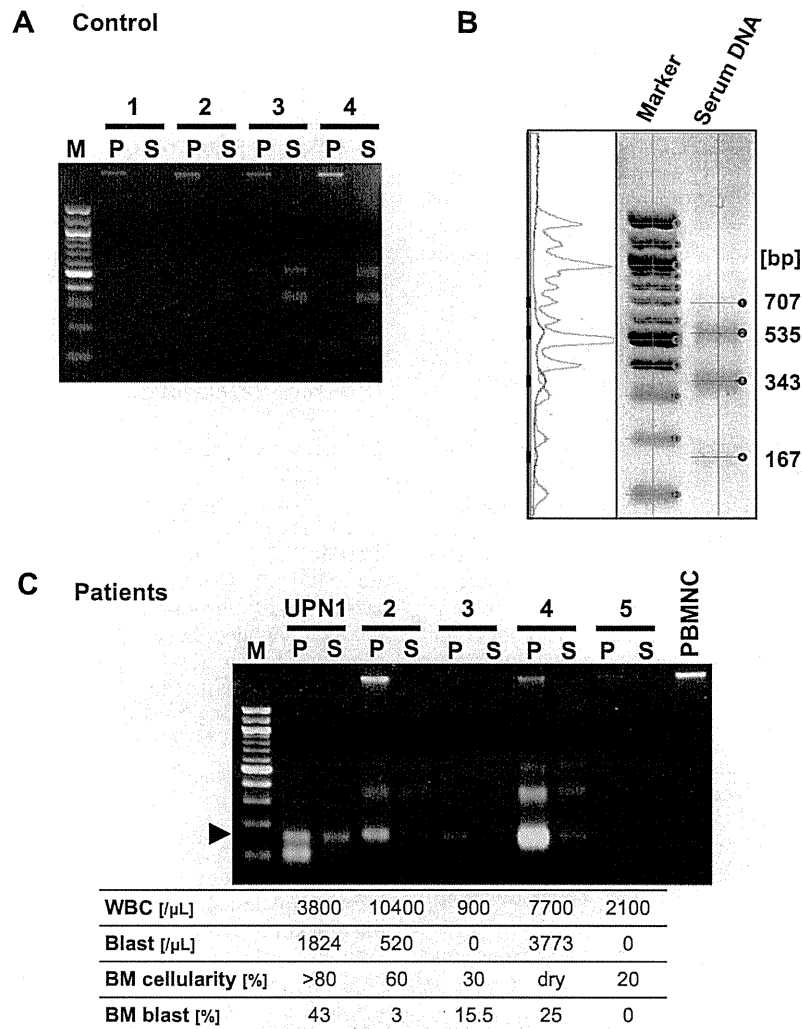 A Control
1 2 3 4
M P S P S P S P S
B
Marker Serum DNA
[bp]
707
535
343
167
C Patients
UPN1 2 3 4 5 PBMNC
M P S P S P S P S P S
WBC [/μL] 3800 10400 900 7700 2100
Blast [/μL] 1824 520 0 3773 0
BM cellularity [%] >80 60 30 dry 20
BM blast [%] 43 3 15.5 25 0